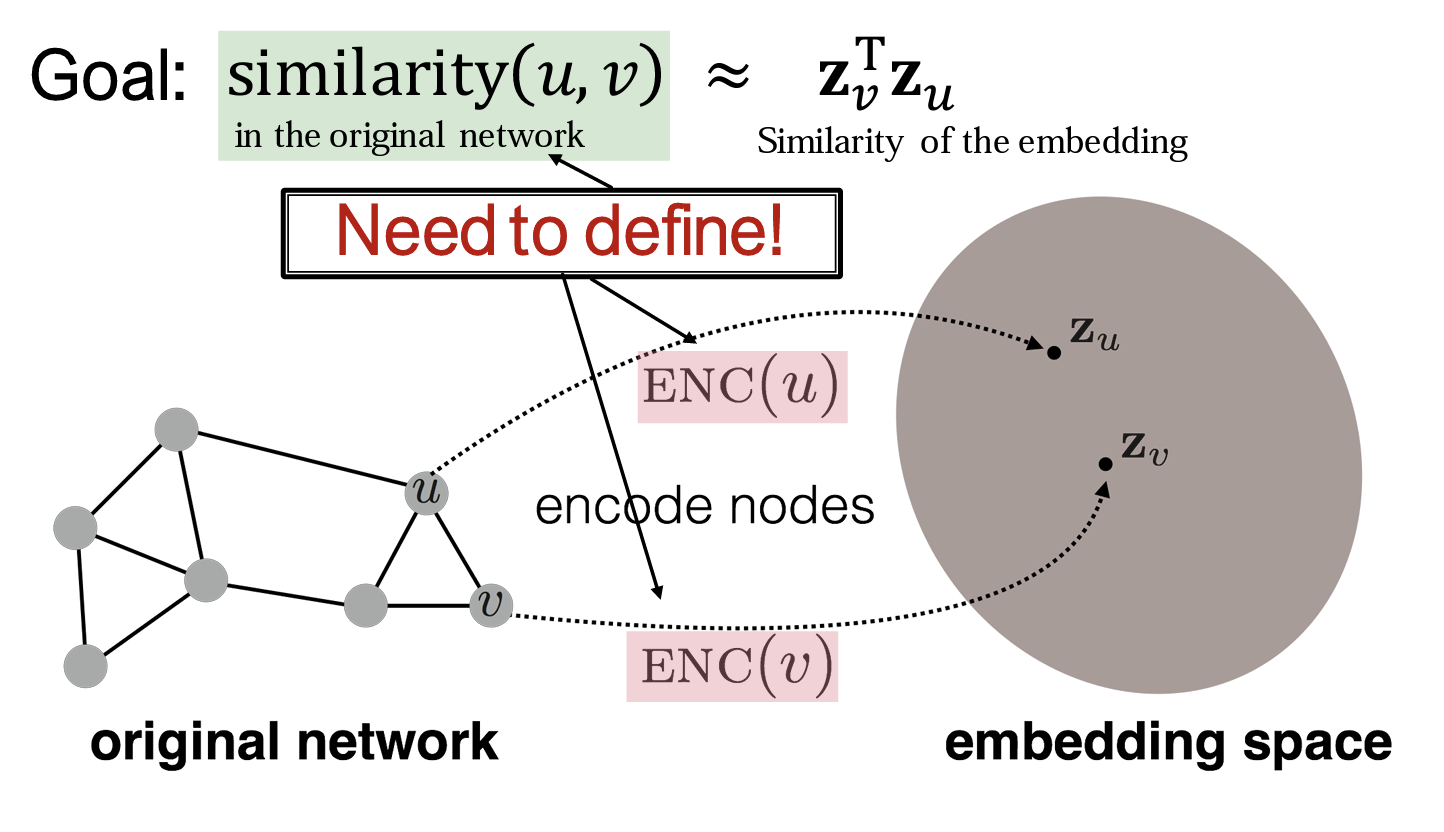 Goal: similarity(u, v) ≈ z_v^T z_u
in the original network
Similarity of the embedding
Need to define!
z_u
ENC(u)
z_v
u
encode nodes
v
ENC(v)
original network
embedding space